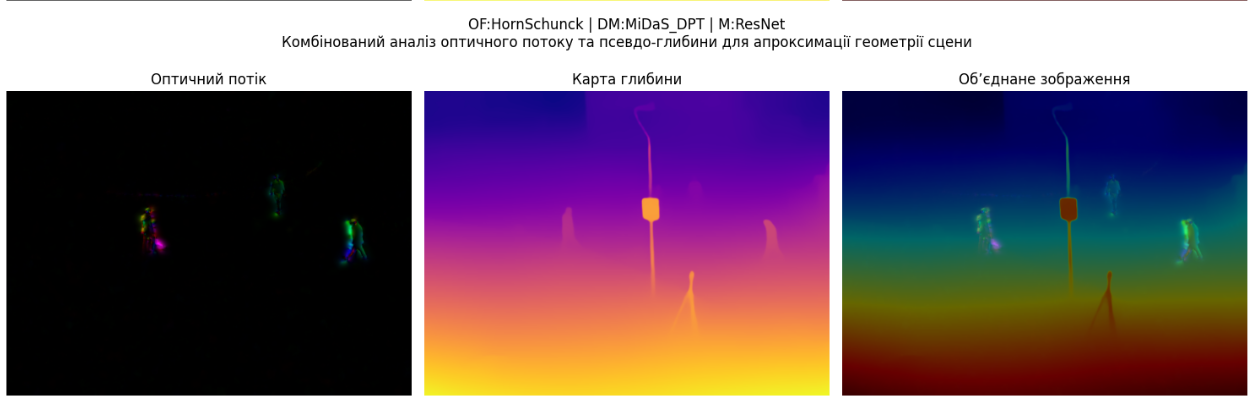 OF:HornSchunck | DM:MiDaS_DPT | M:ResNet
Комбінований аналіз оптичного потоку та псевдо-глибини для апроксимації геометрії сцени
Оптичний потік
Карта глибини
Об’єднане зображення